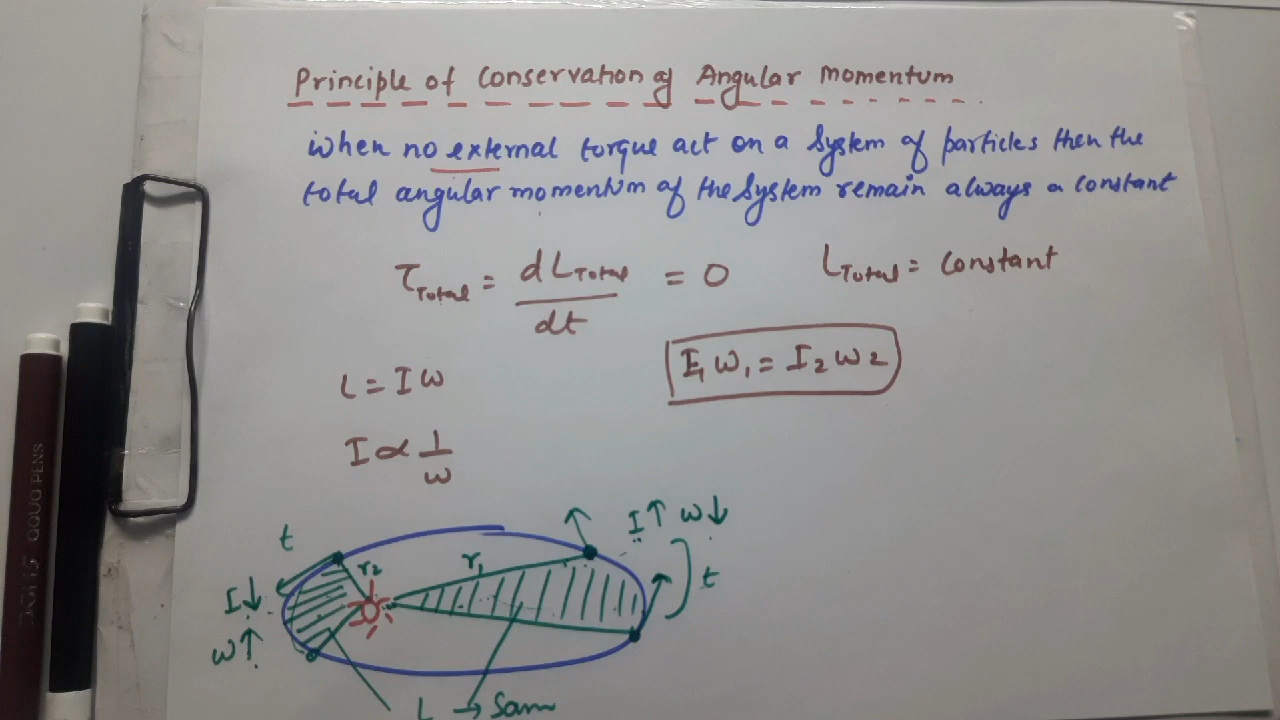 Principle of Conservation of Angular Momentum
when no external torque act on a System of particles then the
total angular momentum of the System remain always a constant
τTotal = dLTotal/dt = 0 LTotal = Constant
I₁ω₁ = I₂ω₂
L = Iω
I ∝ 1/ω
t
I↑ ω↓
r₂
r₁
t
I↓
ω↑
L → Sam